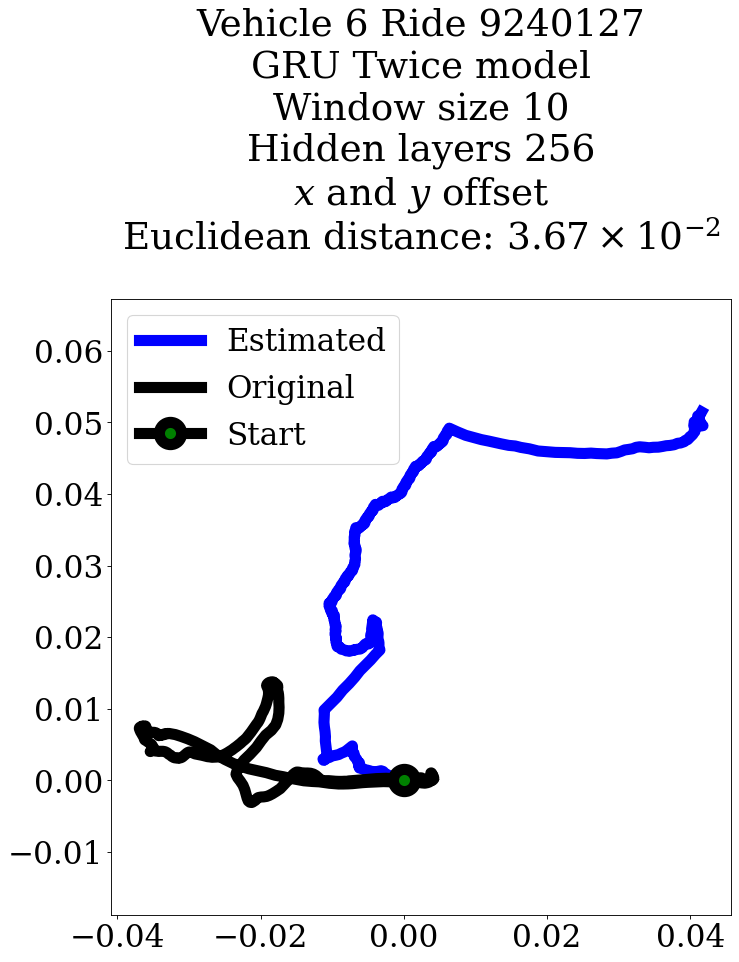 Vehicle 6 Ride 9240127
GRU Twice model
Window size 10
Hidden layers 256
x and y offset
Euclidean distance: 3.67 × 10⁻²
Estimated
Original
Start
0.06
0.05
0.04
0.03
0.02
0.01
0.00
−0.01
−0.04 −0.02 0.00 0.02 0.04